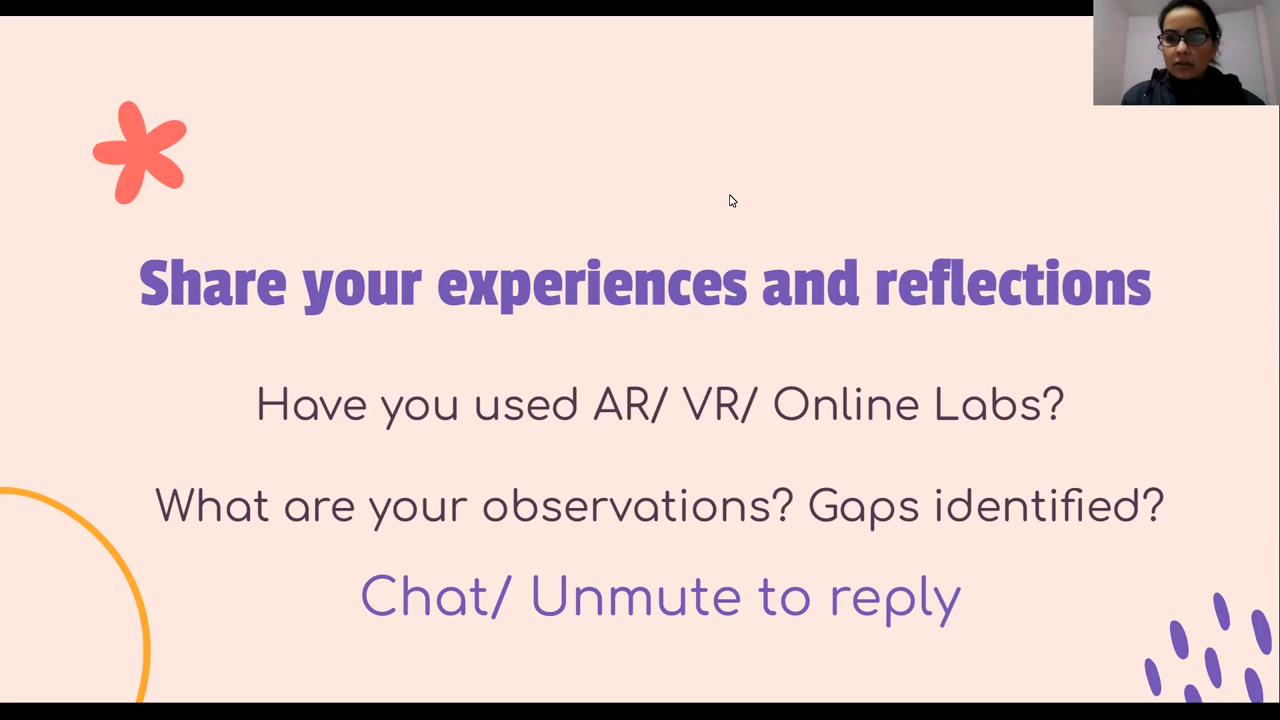 Share your experiences and reflections
Have you used AR/ VR/ Online Labs?
What are your observations? Gaps identified?
Chat/ Unmute to reply